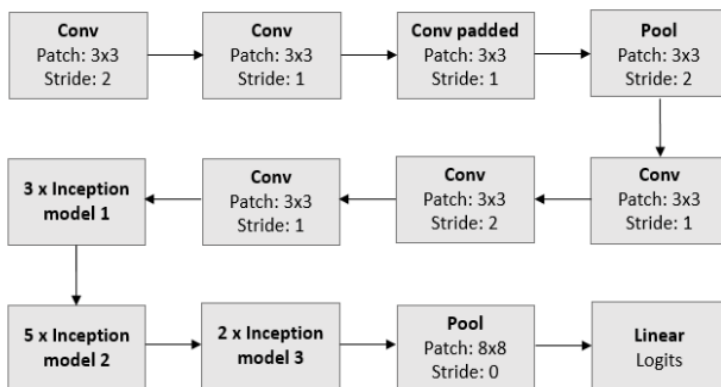 Conv
Patch: 3x3
Stride: 2
Conv
Patch: 3x3
Stride: 1
Conv padded
Patch: 3x3
Stride: 1
Pool
Patch: 3x3
Stride: 2
Conv
Patch: 3x3
Stride: 1
Conv
Patch: 3x3
Stride: 2
Conv
Patch: 3x3
Stride: 1
3 x Inception
model 1
5 x Inception
model 2
2 x Inception
model 3
Pool
Patch: 8x8
Stride: 0
Linear
Logits